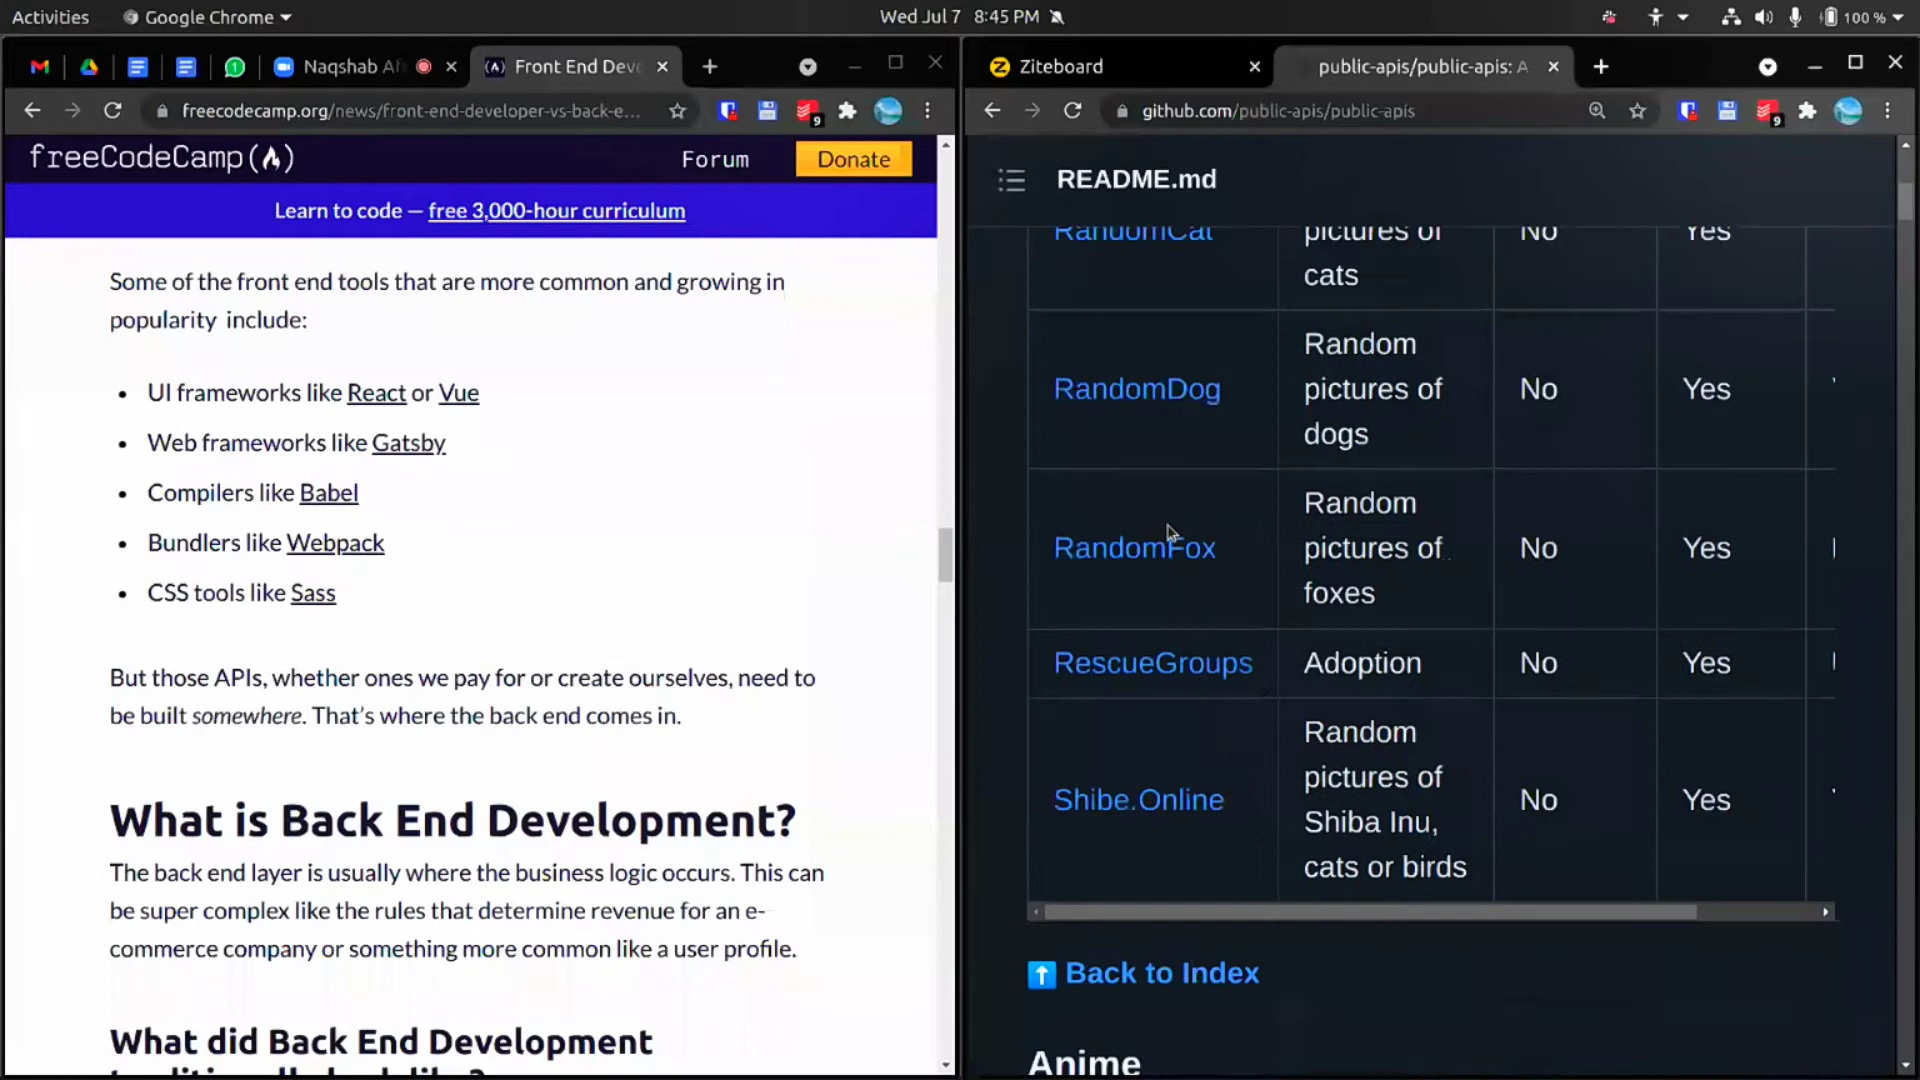 Activities
Google Chrome
Wed Jul 7 8:45 PM
100 %
Naqshab Af
Front End Deve
freecodecamp.org/news/front-end-developer-vs-back-e...
9
freeCodeCamp
Forum
Donate
Learn to code — free 3,000-hour curriculum
Some of the front end tools that are more common and growing in
popularity include:
• UI frameworks like React or Vue
• Web frameworks like Gatsby
• Compilers like Babel
• Bundlers like Webpack
• CSS tools like Sass
But those APIs, whether ones we pay for or create ourselves, need to
be built somewhere. That’s where the back end comes in.
What is Back End Development?
The back end layer is usually where the business logic occurs. This can
be super complex like the rules that determine revenue for an e-
commerce company or something more common like a user profile.
What did Back End Development
Ziteboard
public-apis/public-apis: A
github.com/public-apis/public-apis
9
README.md
RandomCat
pictures of
cats
No
Yes
RandomDog
Random
pictures of
dogs
No
Yes
RandomFox
Random
pictures of
foxes
No
Yes
RescueGroups
Adoption
No
Yes
Shibe.Online
Random
pictures of
Shiba Inu,
cats or birds
No
Yes
Back to Index
Anime